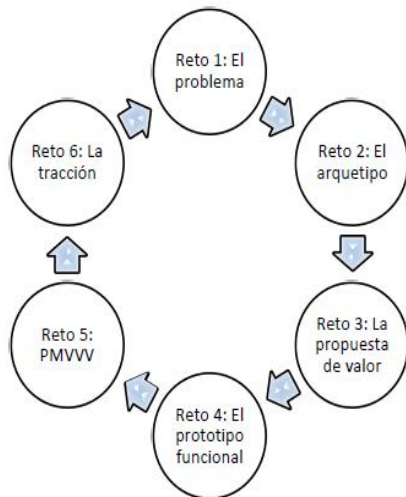 Reto 1: El
problema
Reto 2: El
arquetipo
Reto 3: La
propuesta
de valor
Reto 4: El
prototipo
funcional
Reto 5:
PMVVV
Reto 6: La
tracción